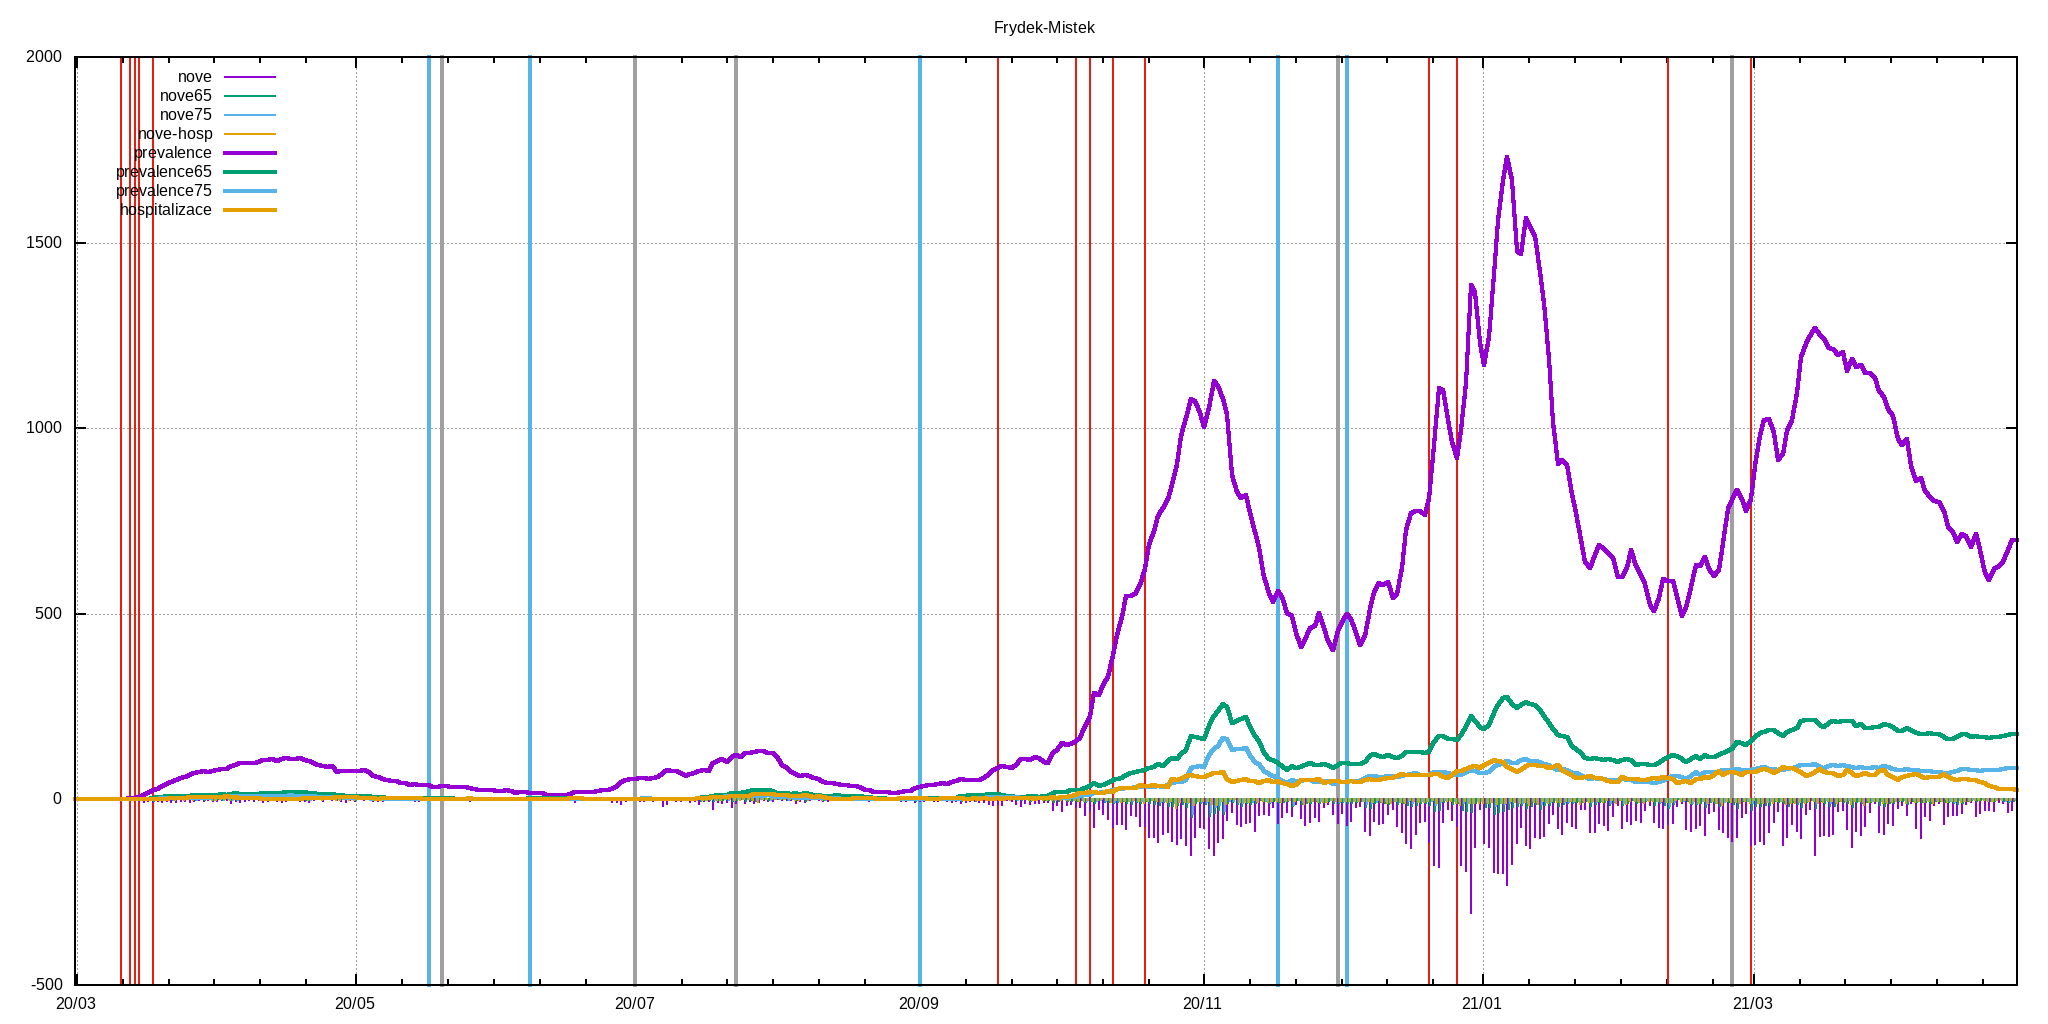 Frydek-Mistek
2000
nove
nove65
nove75
nove-hosp
prevalence
prevalence65
prevalence75
hospitalizace
1500
1000
500
0
-500
20/03 20/05 20/07 20/09 20/11 21/01 21/03